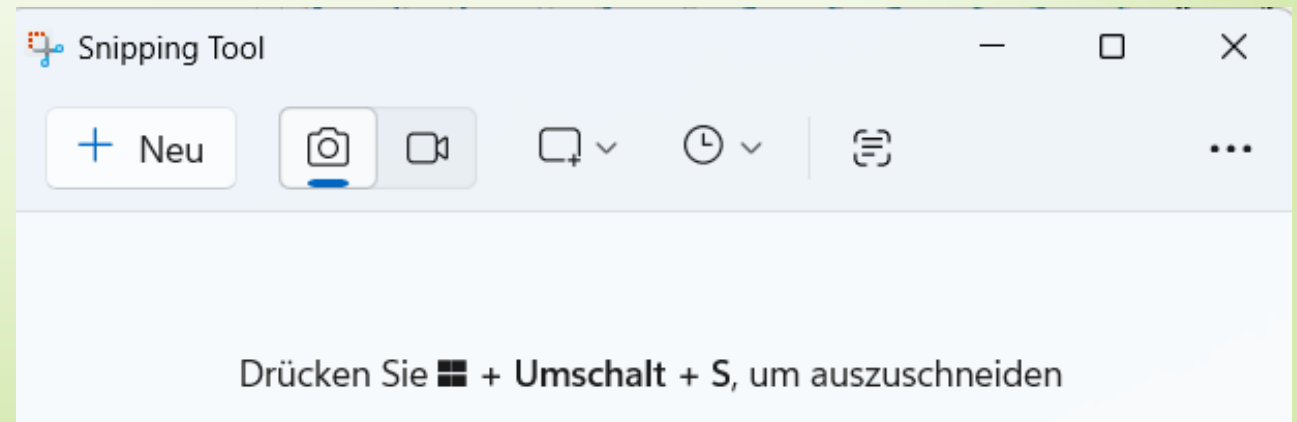 Snipping Tool
Neu
Drücken Sie + Umschalt + S, um auszuschneiden